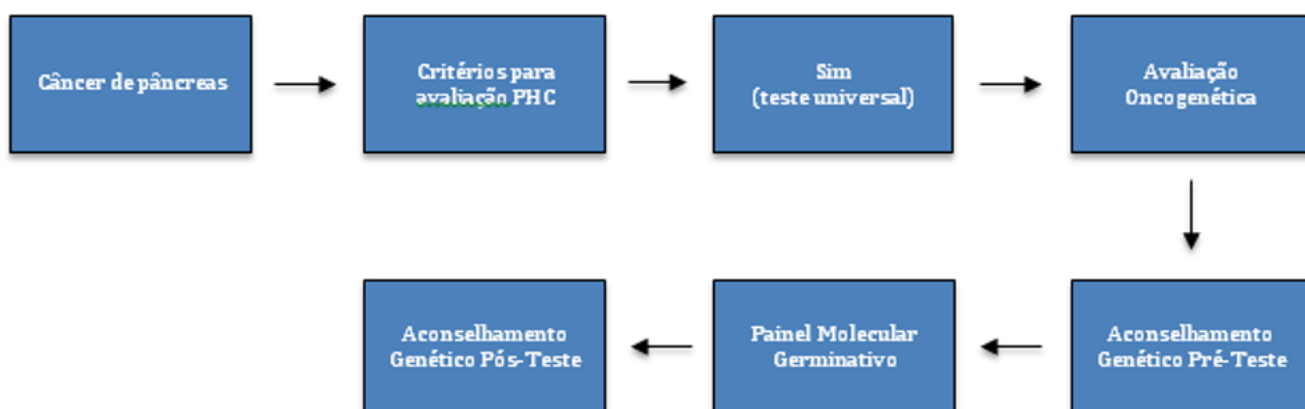 Câncer de pâncreas
Critérios para
avaliação PHC
Sim
(teste universal)
Avaliação
Oncogenética
Aconselhamento
Genético Pré-Teste
Painel Molecular
Germinativo
Aconselhamento
Genético Pós-Teste